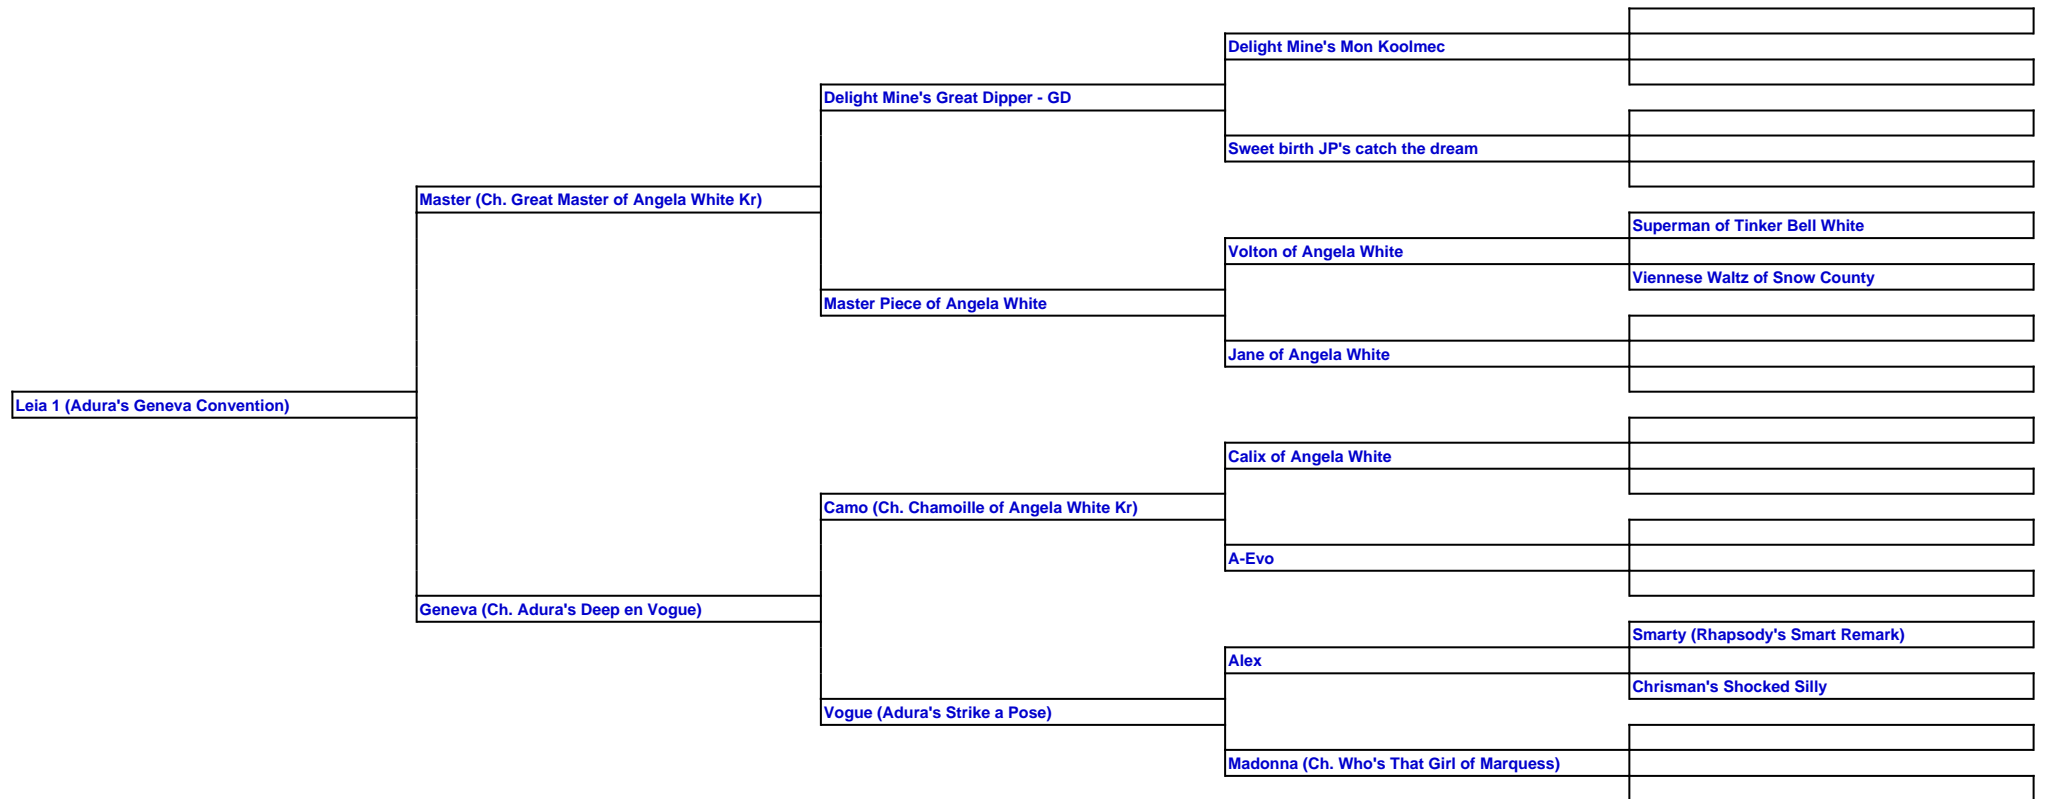 Delight Mine's Mon Koolmec
Delight Mine's Great Dipper - GD
Sweet birth JP's catch the dream
Master (Ch. Great Master of Angela White Kr)
Superman of Tinker Bell White
Volton of Angela White
Viennese Waltz of Snow County
Master Piece of Angela White
Jane of Angela White
Leia 1 (Adura's Geneva Convention)
Calix of Angela White
Camo (Ch. Chamoille of Angela White Kr)
A-Evo
Geneva (Ch. Adura's Deep en Vogue)
Smarty (Rhapsody's Smart Remark)
Alex
Chrisman's Shocked Silly
Vogue (Adura's Strike a Pose)
Madonna (Ch. Who's That Girl of Marquess)